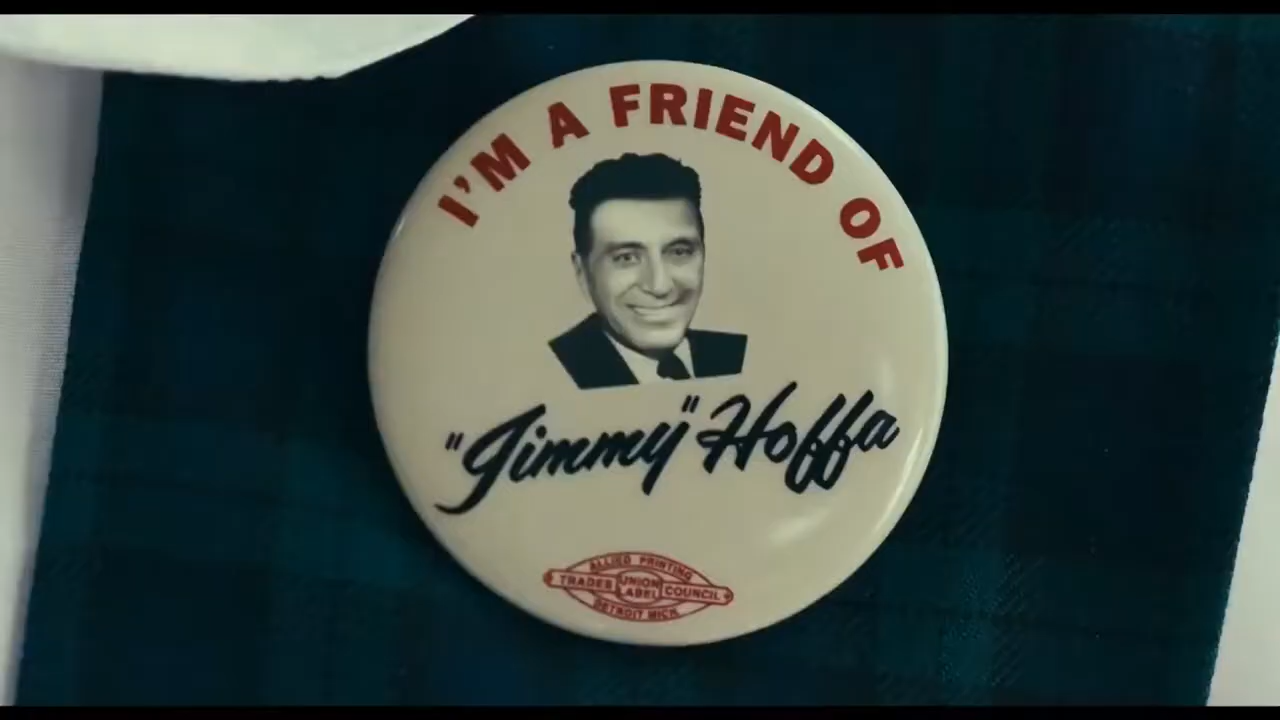 I'M A FRIEND OF
"Jimmy" Hoffa
ALLIED PRINTING
TRADES UNION LABEL COUNCIL
DETROIT MICH.